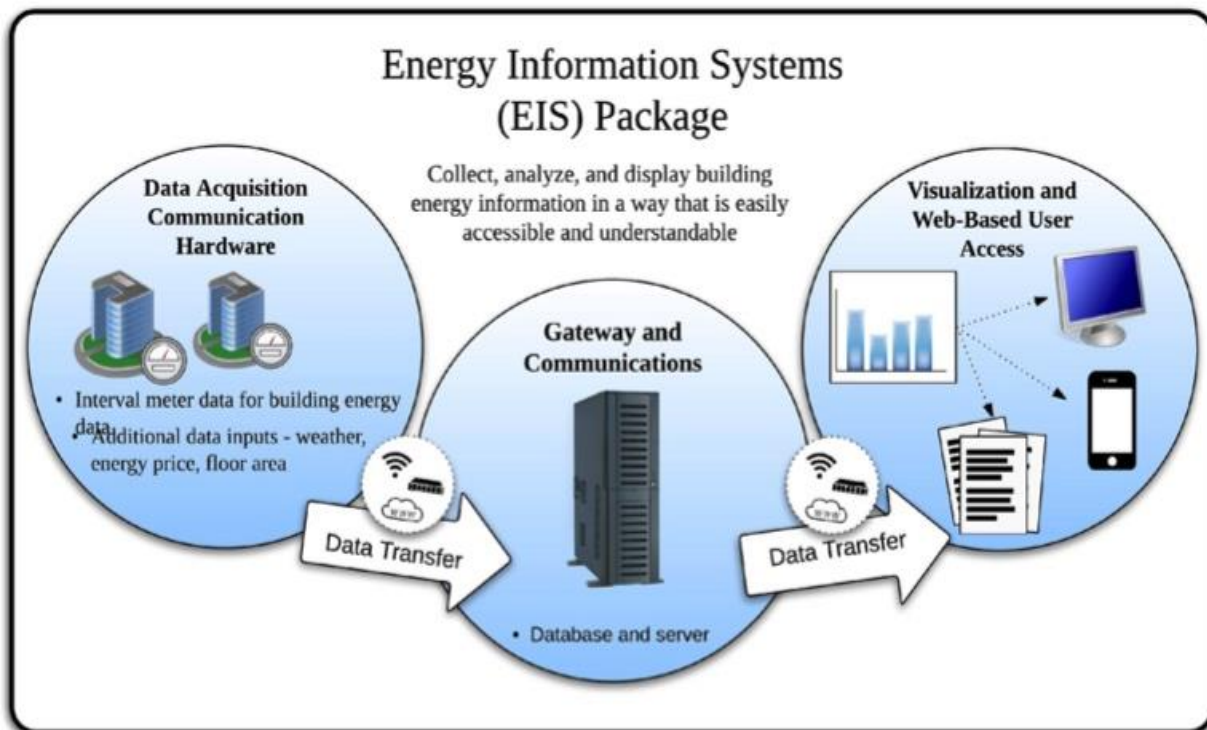 Energy Information Systems
(EIS) Package
Collect, analyze, and display building
energy information in a way that is easily
accessible and understandable
Data Acquisition
Communication
Hardware
• Interval meter data for building energy
data
• Additional data inputs - weather,
energy price, floor area
Data Transfer
Gateway and
Communications
• Database and server
Data Transfer
Visualization and
Web-Based User
Access